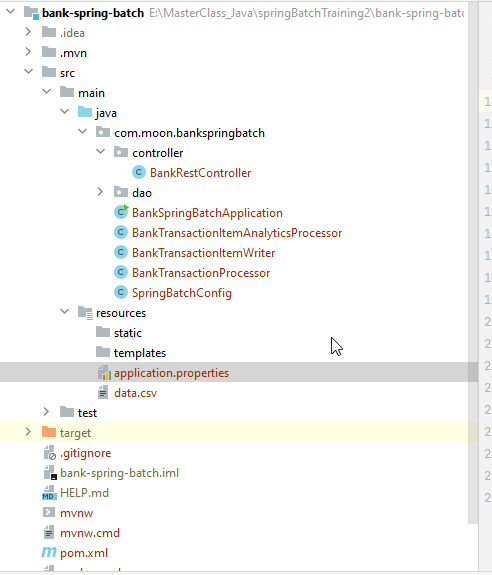 bank-spring-batch E:\MasterClass_Java\springBatchTraining2\bank-spring-batc
.idea
.mvn
src
main
java
com.moon.bankspringbatch
controller
BankRestController
dao
BankSpringBatchApplication
BankTransactionItemAnalyticsProcessor
BankTransactionItemWriter
BankTransactionProcessor
SpringBatchConfig
resources
static
templates
application.properties
data.csv
test
target
.gitignore
bank-spring-batch.iml
HELP.md
mvnw
mvnw.cmd
pom.xml